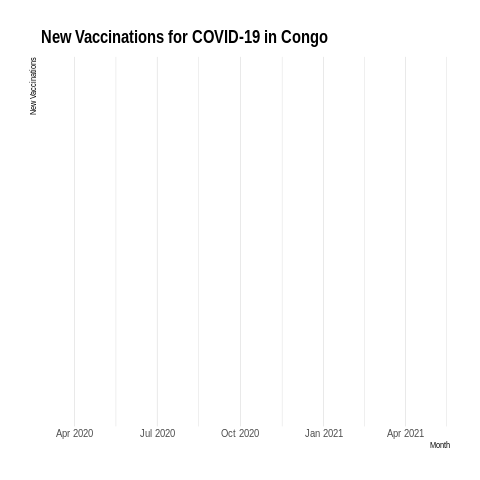 New Vaccinations for COVID-19 in Congo
New Vaccinations
Apr 2020 Jul 2020 Oct 2020 Jan 2021 Apr 2021
Month